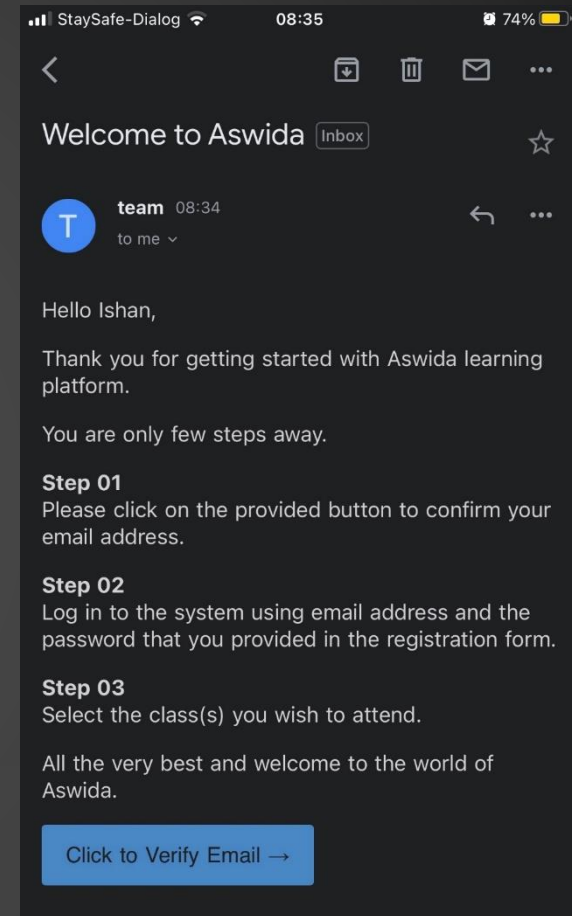 StaySafe-Dialog 08:35 74%
Welcome to Aswida Inbox
T
team 08:34
to me
Hello Ishan,
Thank you for getting started with Aswida learning
platform.
You are only few steps away.
Step 01
Please click on the provided button to confirm your
email address.
Step 02
Log in to the system using email address and the
password that you provided in the registration form.
Step 03
Select the class(s) you wish to attend.
All the very best and welcome to the world of
Aswida.
Click to Verify Email →